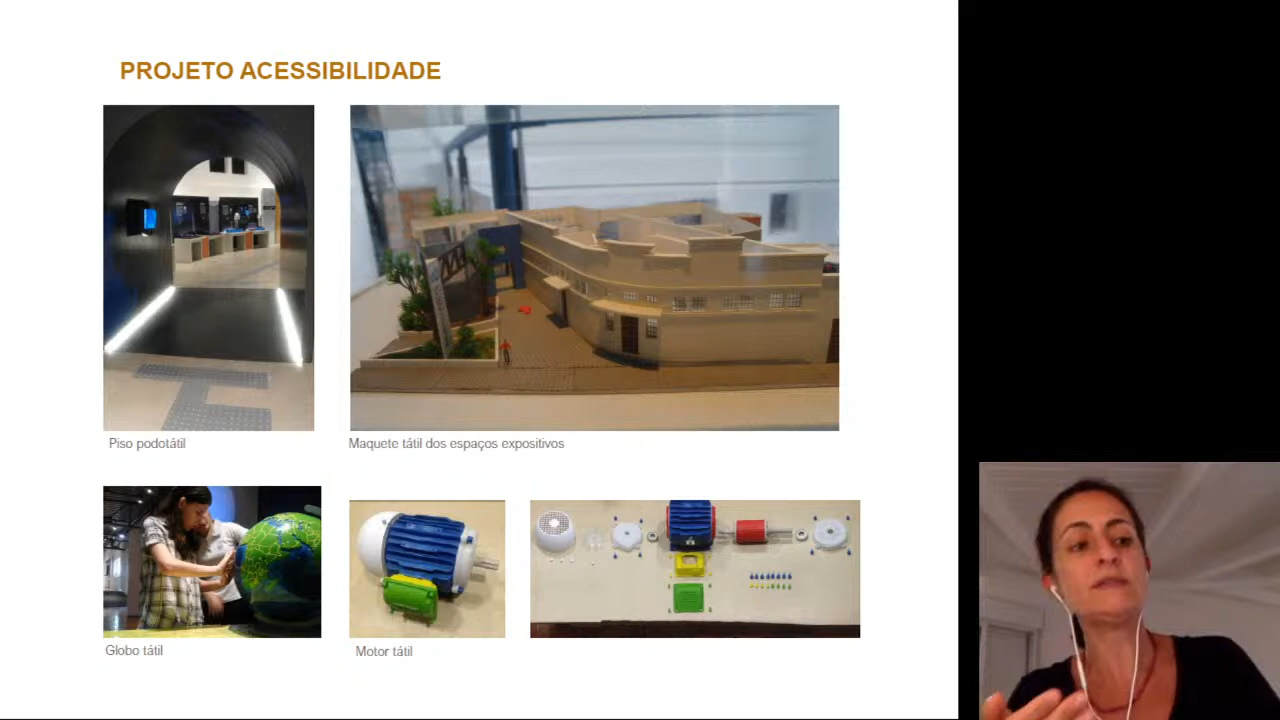 PROJETO ACESSIBILIDADE
Piso podotátil
Maquete tátil dos espaços expositivos
Globo tátil
Motor tátil